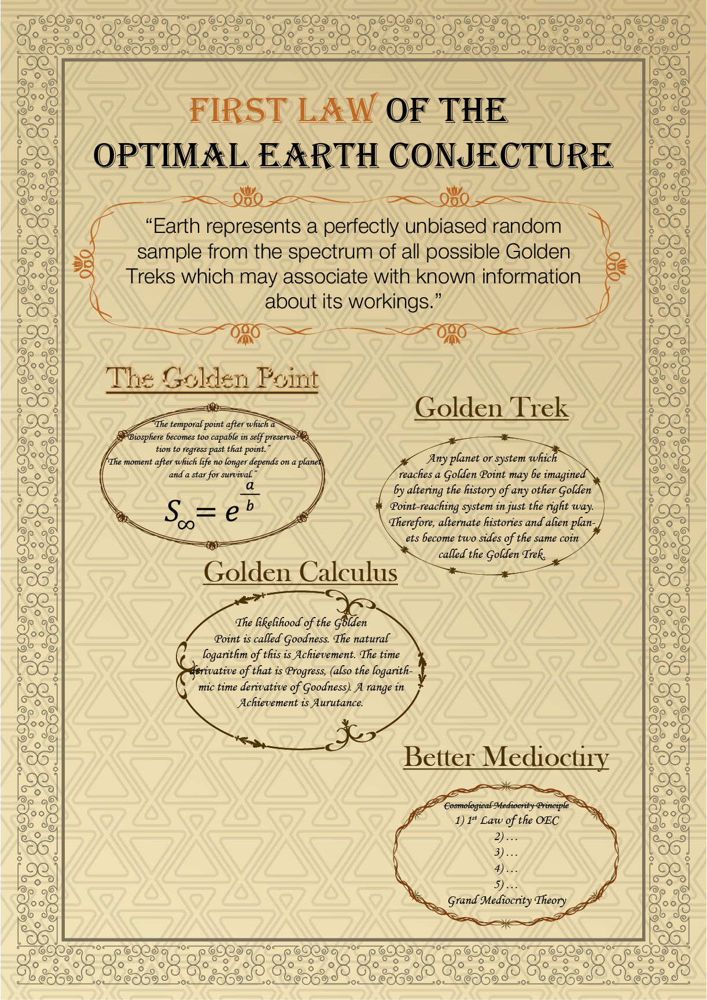 FIRST LAW OF THE
OPTIMAL EARTH CONJECTURE
“Earth represents a perfectly unbiased random
sample from the spectrum of all possible Golden
Treks which may associate with known information
about its workings.”
The Golden Point
“The temporal point after which a
Biosphere becomes too capable in self preserva-
tion to regress past that point.”
“The moment after which life no longer depends on a planet
and a star for survival.”
S∞ = e^(a/b)
Golden Trek
Any planet or system which
reaches a Golden Point may be imagined
by altering the history of any other Golden
Point-reaching system in just the right way.
Therefore, alternate histories and alien plan-
ets become two sides of the same coin
called the Golden Trek.
Golden Calculus
The likelihood of the Golden
Point is called Goodness. The natural
logarithm of this is Achievement. The time
derivative of that is Progress, (also the logarith-
mic time derivative of Goodness). A range in
Achievement is Aurutance.
Better Medioctiry
Cosmological Mediocrity Principle
1) 1st Law of the OEC
2) …
3) …
4) …
5) …
Grand Mediocrity Theory